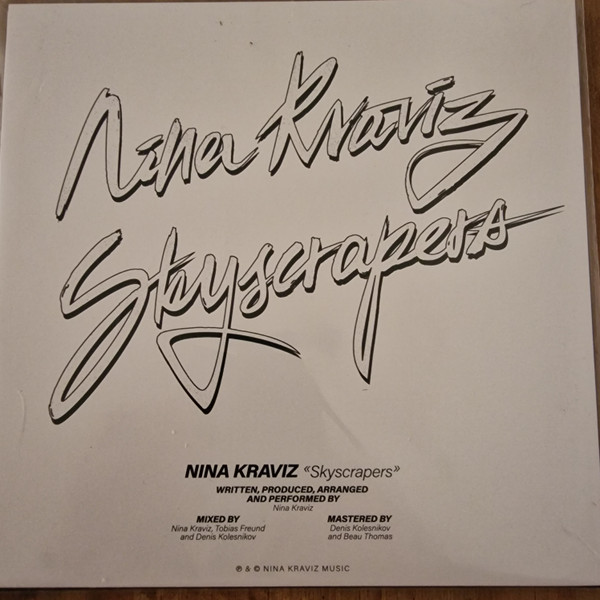 Nina Kraviz
Skyscrapers
NINA KRAVIZ «Skyscrapers»
WRITTEN, PRODUCED, ARRANGED
AND PERFORMED BY
Nina Kraviz
MIXED BY
Nina Kraviz, Tobias Freund
and Denis Kolesnikov
MASTERED BY
Denis Kolesnikov
and Beau Thomas
℗ & © NINA KRAVIZ MUSIC